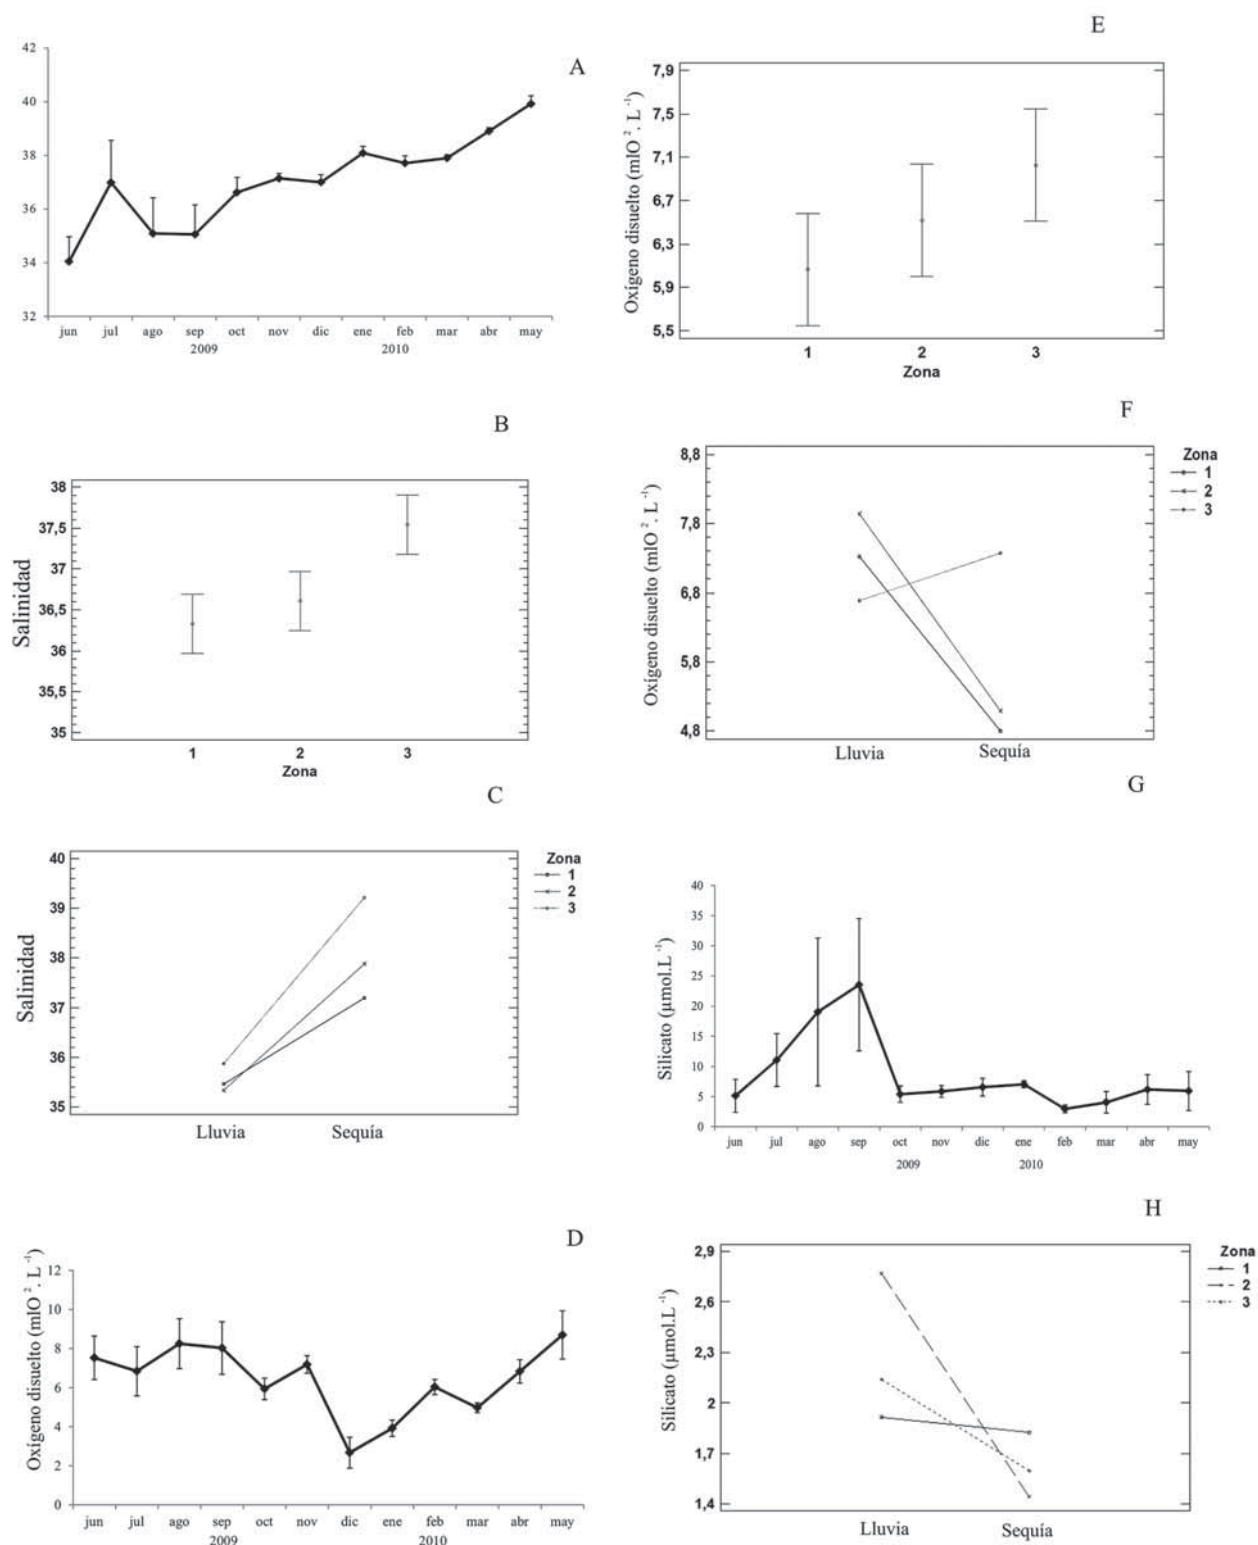 A
42
40
38
36
34
32
jun jul ago sep oct nov dic ene feb mar abr may
2009 2010
B
Salinidad
38
37,5
37
36,5
36
35,5
35
1 2 3
Zona
C
Salinidad
40
39
38
37
36
35
Lluvia Sequía
Zona
1
2
3
D
Oxígeno disuelto (mlO². L⁻¹)
12
10
8
6
4
2
0
jun jul ago sep oct nov dic ene feb mar abr may
2009 2010
E
Oxígeno disuelto (mlO². L⁻¹)
7,9
7,5
7,1
6,7
6,3
5,9
5,5
1 2 3
Zona
F
Oxígeno disuelto (mlO². L⁻¹)
8,8
7,8
6,8
5,8
4,8
Lluvia Sequía
Zona
1
2
3
G
Silicato (µmol.L⁻¹)
40
35
30
25
20
15
10
5
0
jun jul ago sep oct nov dic ene feb mar abr may
2009 2010
H
Silicato (µmol.L⁻¹)
2,9
2,6
2,3
2
1,7
1,4
Lluvia Sequía
Zona
1
2
3